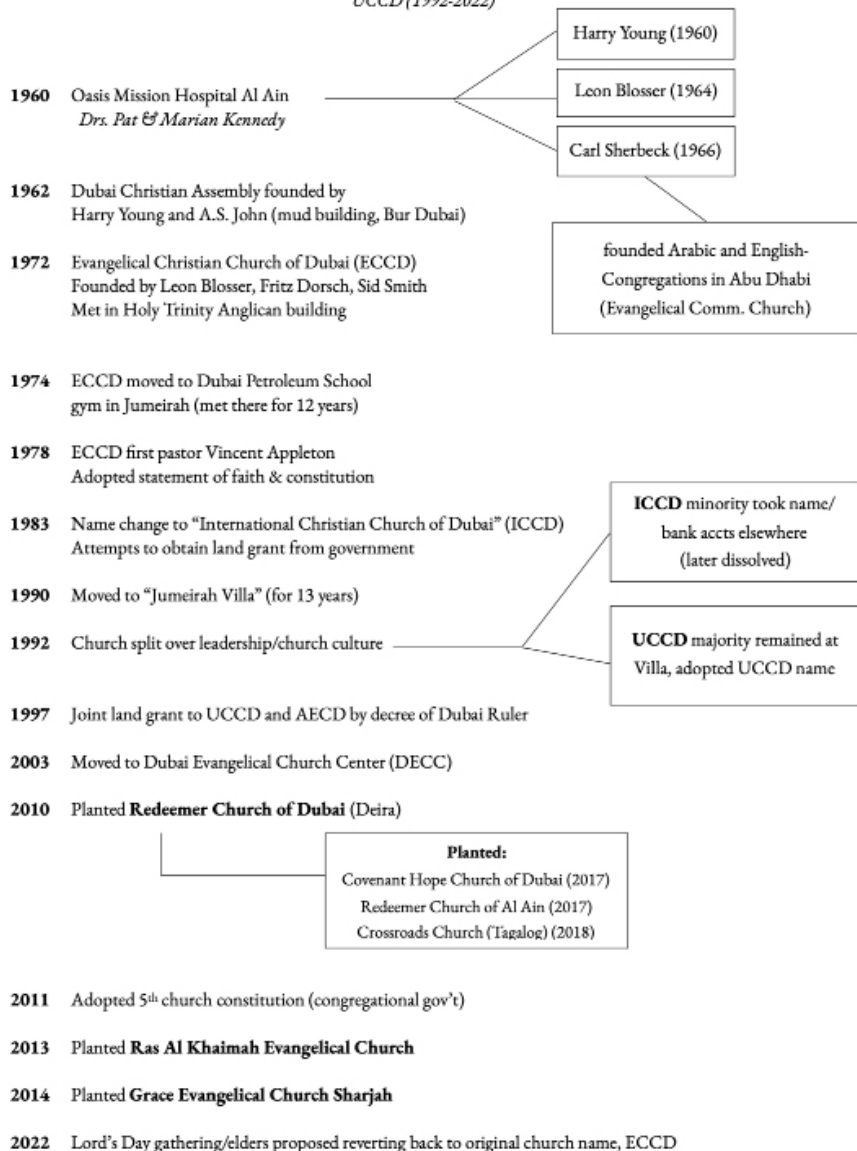 UCCD (1992-2022)
Harry Young (1960)
1960 Oasis Mission Hospital Al Ain
Drs. Pat & Marian Kennedy
Leon Blosser (1964)
Carl Sherbeck (1966)
1962 Dubai Christian Assembly founded by
Harry Young and A.S. John (mud building, Bur Dubai)
founded Arabic and English-
Congregations in Abu Dhabi
(Evangelical Comm. Church)
1972 Evangelical Christian Church of Dubai (ECCD)
Founded by Leon Blosser, Fritz Dorsch, Sid Smith
Met in Holy Trinity Anglican building
1974 ECCD moved to Dubai Petroleum School
gym in Jumeirah (met there for 12 years)
1978 ECCD first pastor Vincent Appleton
Adopted statement of faith & constitution
1983 Name change to “International Christian Church of Dubai” (ICCD)
Attempts to obtain land grant from government
ICCD minority took name/
bank accts elsewhere
(later dissolved)
1990 Moved to “Jumeirah Villa” (for 13 years)
1992 Church split over leadership/church culture
UCCD majority remained at
Villa, adopted UCCD name
1997 Joint land grant to UCCD and AECD by decree of Dubai Ruler
2003 Moved to Dubai Evangelical Church Center (DECC)
2010 Planted Redeemer Church of Dubai (Deira)
Planted:
Covenant Hope Church of Dubai (2017)
Redeemer Church of Al Ain (2017)
Crossroads Church (Tagalog) (2018)
2011 Adopted 5th church constitution (congregational gov’t)
2013 Planted Ras Al Khaimah Evangelical Church
2014 Planted Grace Evangelical Church Sharjah
2022 Lord’s Day gathering/elders proposed reverting back to original church name, ECCD